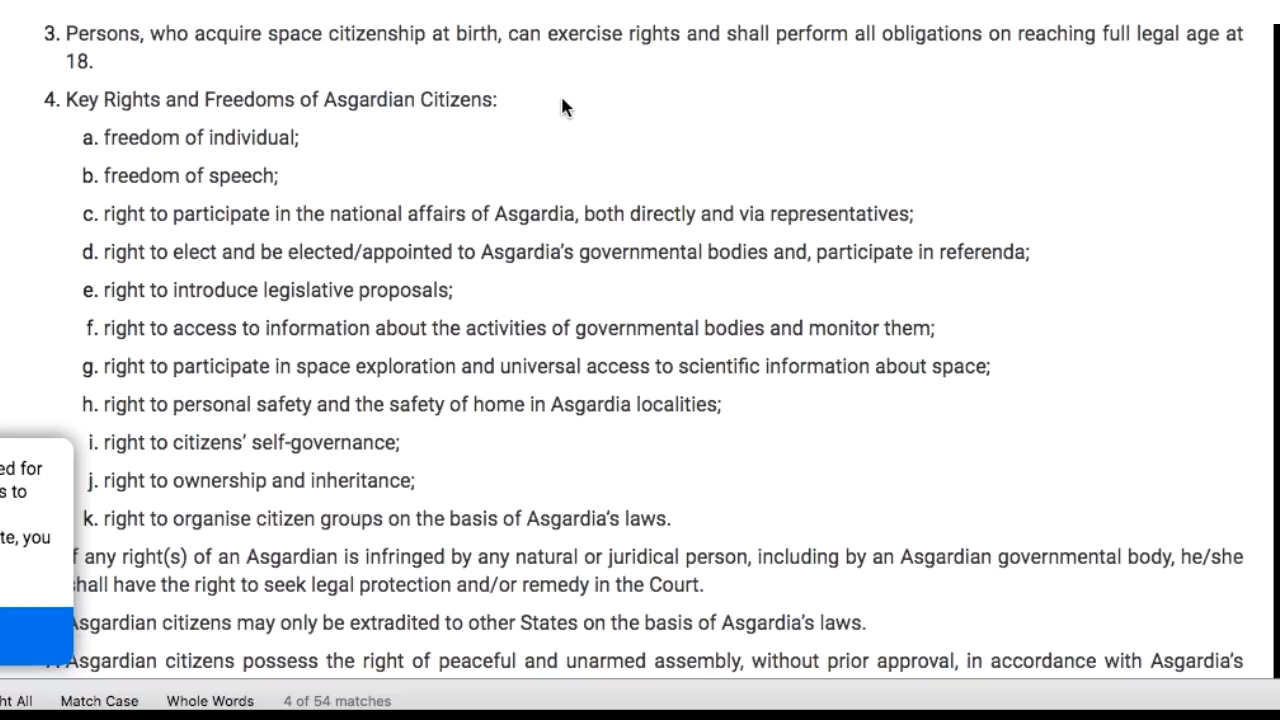 3. Persons, who acquire space citizenship at birth, can exercise rights and shall perform all obligations on reaching full legal age at
18.
4. Key Rights and Freedoms of Asgardian Citizens:
a. freedom of individual;
b. freedom of speech;
c. right to participate in the national affairs of Asgardia, both directly and via representatives;
d. right to elect and be elected/appointed to Asgardia's governmental bodies and, participate in referenda;
e. right to introduce legislative proposals;
f. right to access to information about the activities of governmental bodies and monitor them;
g. right to participate in space exploration and universal access to scientific information about space;
h. right to personal safety and the safety of home in Asgardia localities;
i. right to citizens' self-governance;
ed for
s to
te, you
j. right to ownership and inheritance;
k. right to organise citizen groups on the basis of Asgardia's laws.
f any right(s) of an Asgardian is infringed by any natural or juridical person, including by an Asgardian governmental body, he/she
shall have the right to seek legal protection and/or remedy in the Court.
Asgardian citizens may only be extradited to other States on the basis of Asgardia's laws.
Asgardian citizens possess the right of peaceful and unarmed assembly, without prior approval, in accordance with Asgardia's
ht All Match Case Whole Words 4 of 54 matches